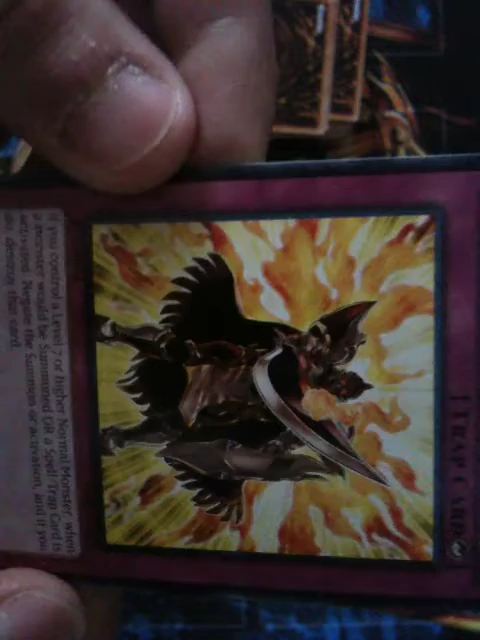 [TRAP CARD
If you control a Level 7 or higher Normal Monster, when
a monster would be Summoned OR a Spell/Trap Card is
activated: Negate the Summon or activation, and if you
do, destroy that card.